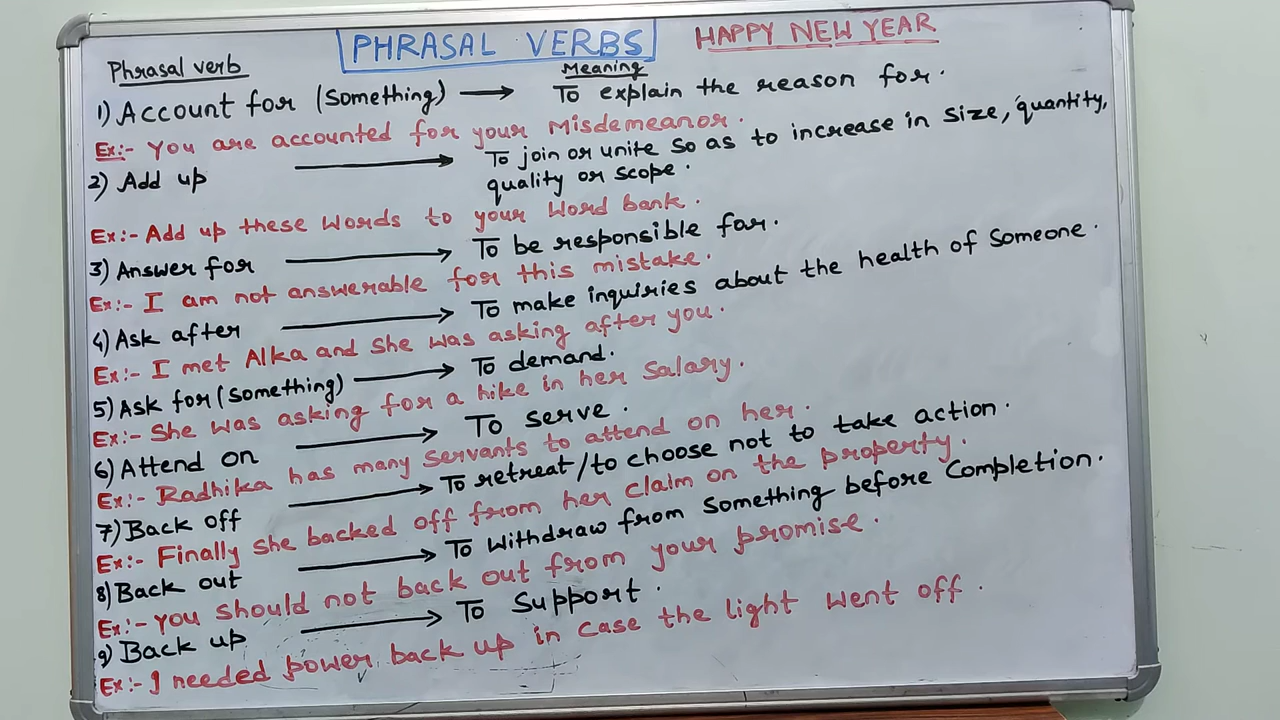 PHRASAL VERBS HAPPY NEW YEAR
Phrasal verb Meaning
1) Account for (Something) → To explain the reason for.
Ex:- You are accounted for your Misdemeanor.
2) Add up → To join or unite so as to increase in size, quantity,
quality or scope.
Ex:- Add up these words to your Word bank.
3) Answer for → To be responsible for.
Ex:- I am not answerable for this mistake.
4) Ask after → To make inquiries about the health of Someone.
Ex:- I met Alka and she was asking after you.
5) Ask for (Something) → To demand.
Ex:- She was asking for a hike in her Salary.
6) Attend on → To serve.
Ex:- Radhika has many Servants to attend on her.
7) Back off → To retreat/to choose not to take action.
Ex:- Finally she backed off from her claim on the property.
8) Back out → To withdraw from Something before Completion.
Ex:- You should not back out from your promise.
9) Back up → To Support.
Ex:- I needed power back up in case the light went off.